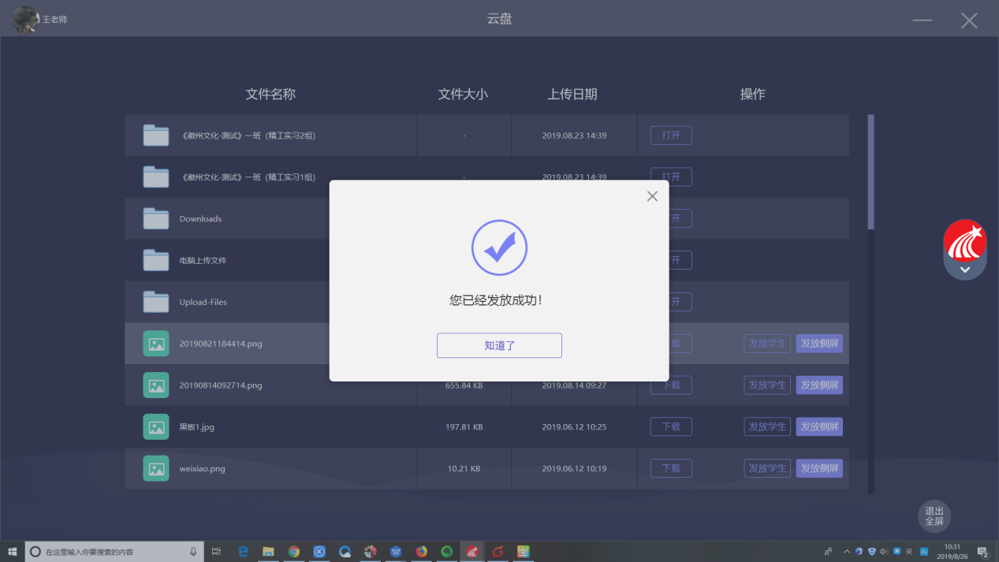 王老师
云盘
文件名称 文件大小 上传日期 操作
《徽州文化-测试》一班（精工实习2组） - 2019.08.23 14:39 打开
《徽州文化-测试》一班（精工实习1组） - 2019.08.23 14:39 打开
Downloads 开
电脑上传文件 开
Upload-Files 开
20190821184414.png 载 发放学生 发放侧屏
20190814092714.png 655.84 KB 2019.08.14 09:27 下载 发放学生 发放侧屏
黑板1.jpg 197.81 KB 2019.06.12 10:25 下载 发放学生 发放侧屏
weixiao.png 10.21 KB 2019.06.12 10:19 下载 发放学生 发放侧屏
您已经发放成功！
知道了
退出
全屏
在这里输入你要搜索的内容
英
du
10:31
2019/8/26
2